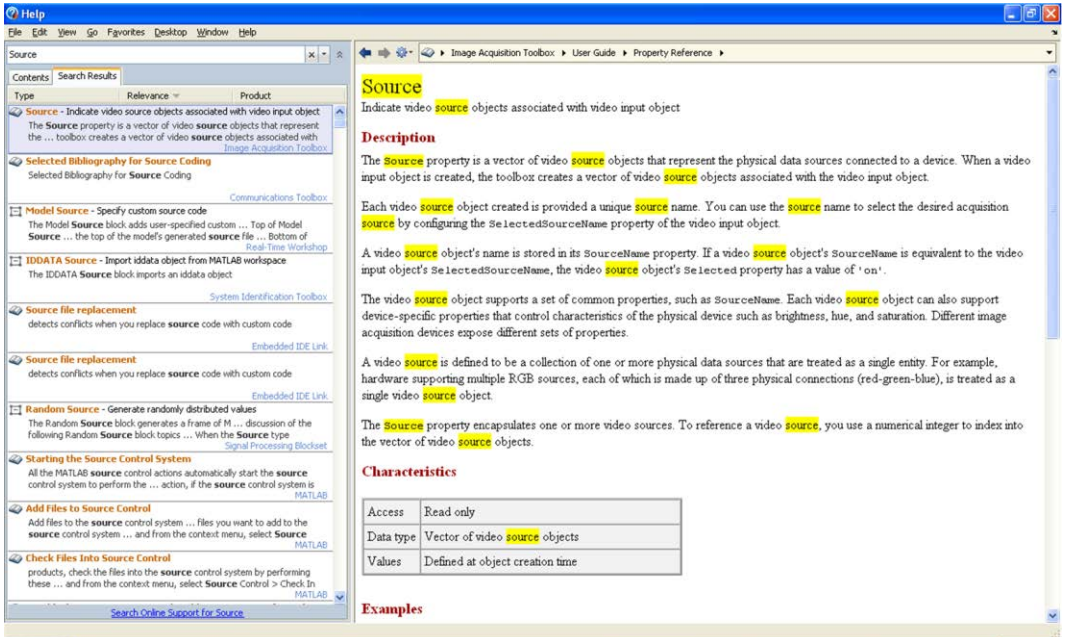 Help
File Edit View Go Favorites Desktop Window Help
Source
Contents Search Results
Type Relevance Product
Source - Indicate video source objects associated with video input object
The Source property is a vector of video source objects that represent
the ... toolbox creates a vector of video source objects associated with
Image Acquisition Toolbox
Selected Bibliography for Source Coding
Selected Bibliography for Source Coding
Communications Toolbox
Model Source - Specify custom source code
The Model Source block adds user-specified custom ... Top of Model
Source ... the top of the model's generated source file ... Bottom of
Real-Time Workshop
IDDATA Source - Import iddata object from MATLAB workspace
The IDDATA Source block imports an iddata object
System Identification Toolbox
Source file replacement
detects conflicts when you replace source code with custom code
Embedded IDE Link
Source file replacement
detects conflicts when you replace source code with custom code
Embedded IDE Link
Random Source - Generate randomly distributed values
The Random Source block generates a frame of M ... discussion of the
following Random Source block topics ... When the Source type
Signal Processing Blockset
Starting the Source Control System
All the MATLAB source control actions automatically start the source
control system to perform the ... action, if the source control system is
MATLAB
Add Files to Source Control
Add files to the source control system ... files you want to add to the
source control system ... and from the context menu, select Source
MATLAB
Check Files Into Source Control
products, check the files into the source control system by performing
these ... and from the context menu, select Source Control > Check In
MATLAB
Search Online Support for Source
Image Acquisition Toolbox User Guide Property Reference
Source
Indicate video source objects associated with video input object
Description
The Source property is a vector of video source objects that represent the physical data sources connected to a device. When a video
input object is created, the toolbox creates a vector of video source objects associated with the video input object.
Each video source object created is provided a unique source name. You can use the source name to select the desired acquisition
source by configuring the SelectedSourceName property of the video input object.
A video source object's name is stored in its SourceName property. If a video source object's SourceName is equivalent to the video
input object's SelectedSourceName, the video source object's Selected property has a value of 'on'.
The video source object supports a set of common properties, such as SourceName. Each video source object can also support
device-specific properties that control characteristics of the physical device such as brightness, hue, and saturation. Different image
acquisition devices expose different sets of properties.
A video source is defined to be a collection of one or more physical data sources that are treated as a single entity. For example,
hardware supporting multiple RGB sources, each of which is made up of three physical connections (red-green-blue), is treated as a
single video source object.
The Source property encapsulates one or more video sources. To reference a video source, you use a numerical integer to index into
the vector of video source objects.
Characteristics
Access Read only
Data type Vector of video source objects
Values Defined at object creation time
Examples